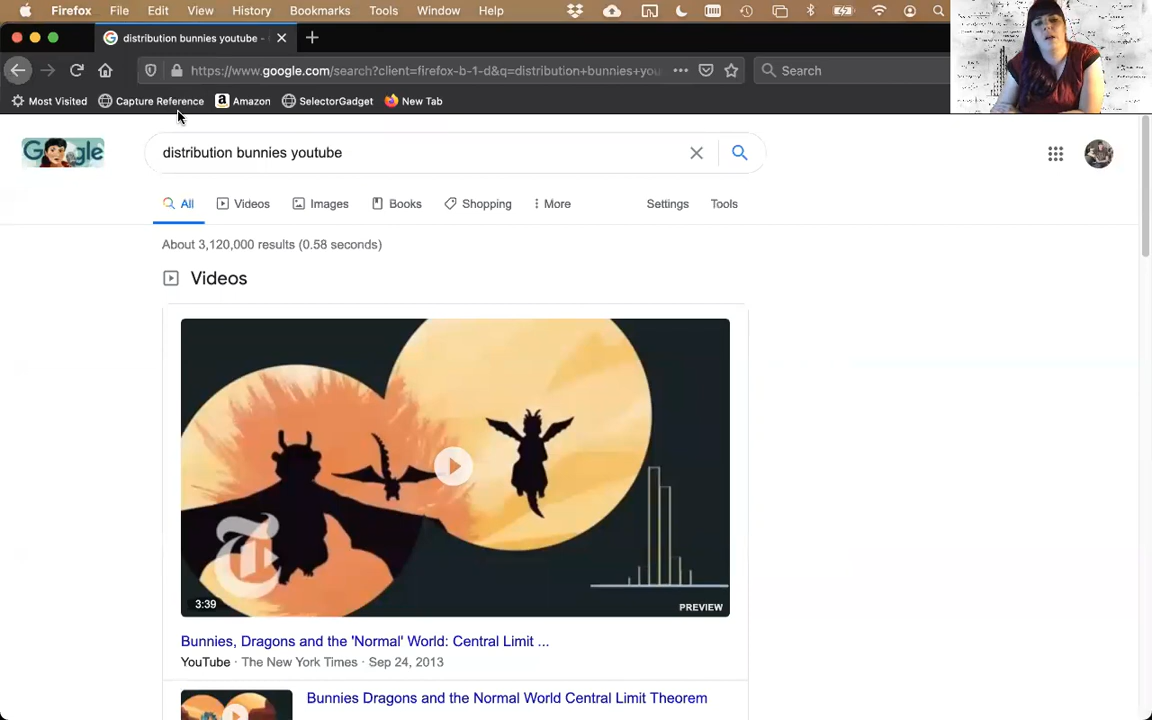 Firefox File Edit View History Bookmarks Tools Window Help
distribution bunnies youtube -
https://www.google.com/search?client=firefox-b-1-d&q=distribution+bunnies+you
Search
Most Visited Capture Reference Amazon SelectorGadget New Tab
Google
distribution bunnies youtube
All Videos Images Books Shopping More Settings Tools
About 3,120,000 results (0.58 seconds)
Videos
T
3:39
PREVIEW
Bunnies, Dragons and the 'Normal' World: Central Limit ...
YouTube · The New York Times · Sep 24, 2013
Bunnies Dragons and the Normal World Central Limit Theorem